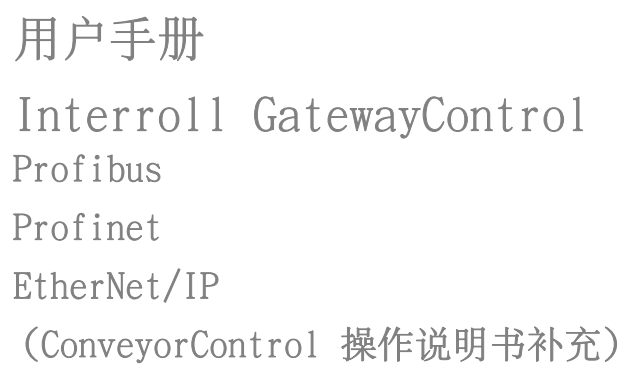 用户手册
Interroll GatewayControl
Profibus
Profinet
EtherNet/IP
(ConveyorControl 操作说明书补充)